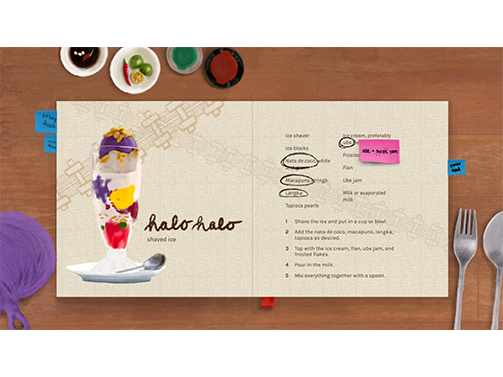 halo halo
shaved ice
Ice shaver
Ice blocks
Nata de coco, white
Macapuno strings
Langka
Tapioca pearls
Ice cream, preferably
ube
Frosted
Flan
Ube jam
Milk or evaporated
milk
ube = purple yam
1 Shave the ice and put in a cup or bowl.
2 Add the nata de coco, macapuno, langka,
tapioca as desired.
3 Top with the ice cream, flan, ube jam, and
frosted flakes.
4 Pour in the milk.
5 Mix everything together with a spoon.